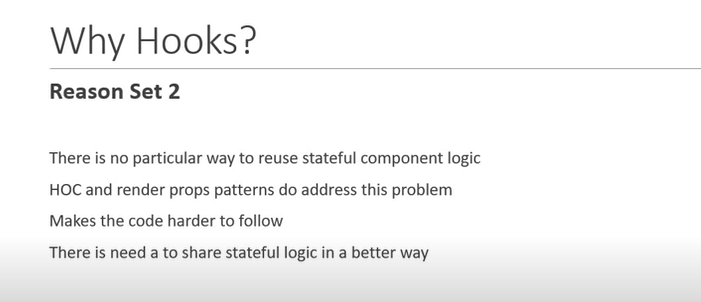 Why Hooks?
Reason Set 2
There is no particular way to reuse stateful component logic
HOC and render props patterns do address this problem
Makes the code harder to follow
There is need a to share stateful logic in a better way